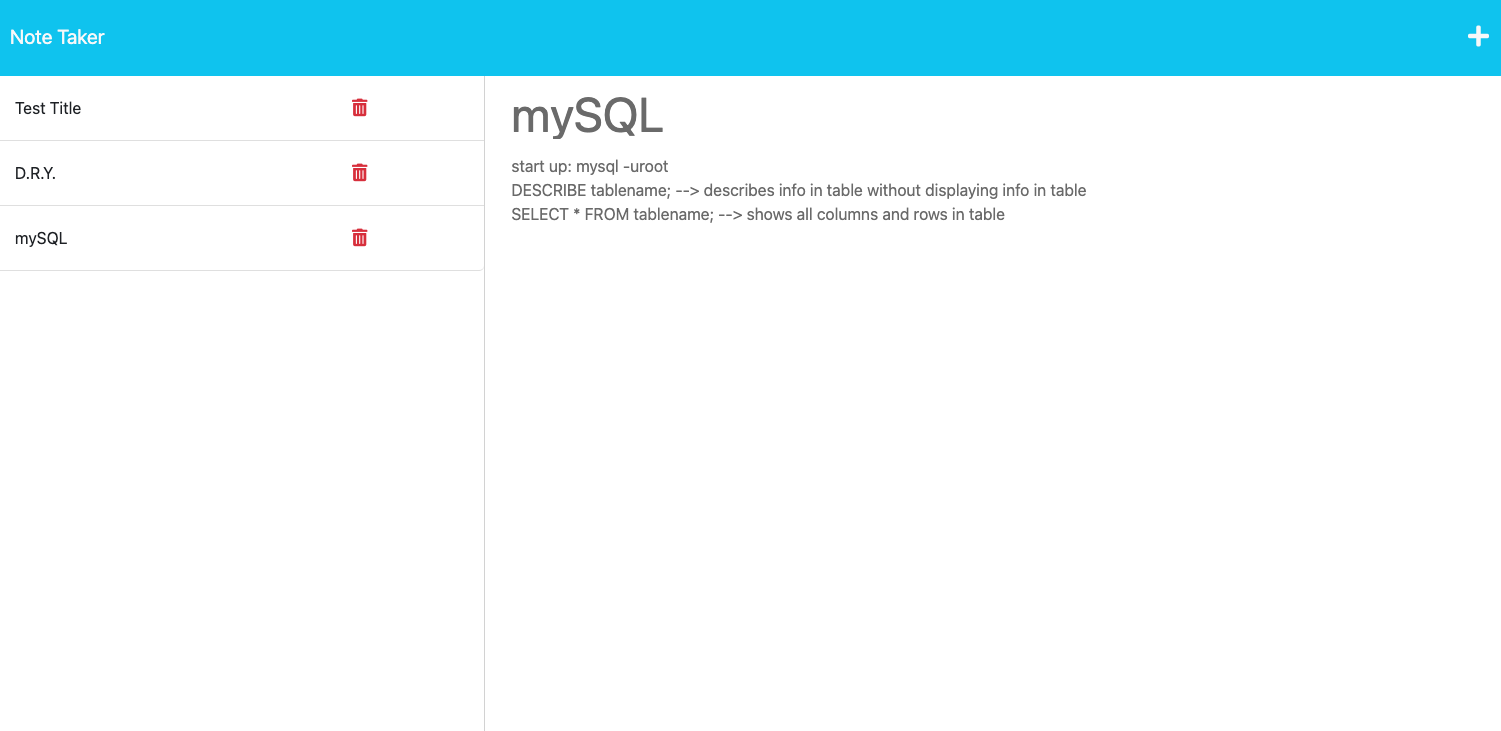 Note Taker
Test Title
D.R.Y.
mySQL
mySQL
start up: mysql -uroot
DESCRIBE tablename; --> describes info in table without displaying info in table
SELECT * FROM tablename; --> shows all columns and rows in table